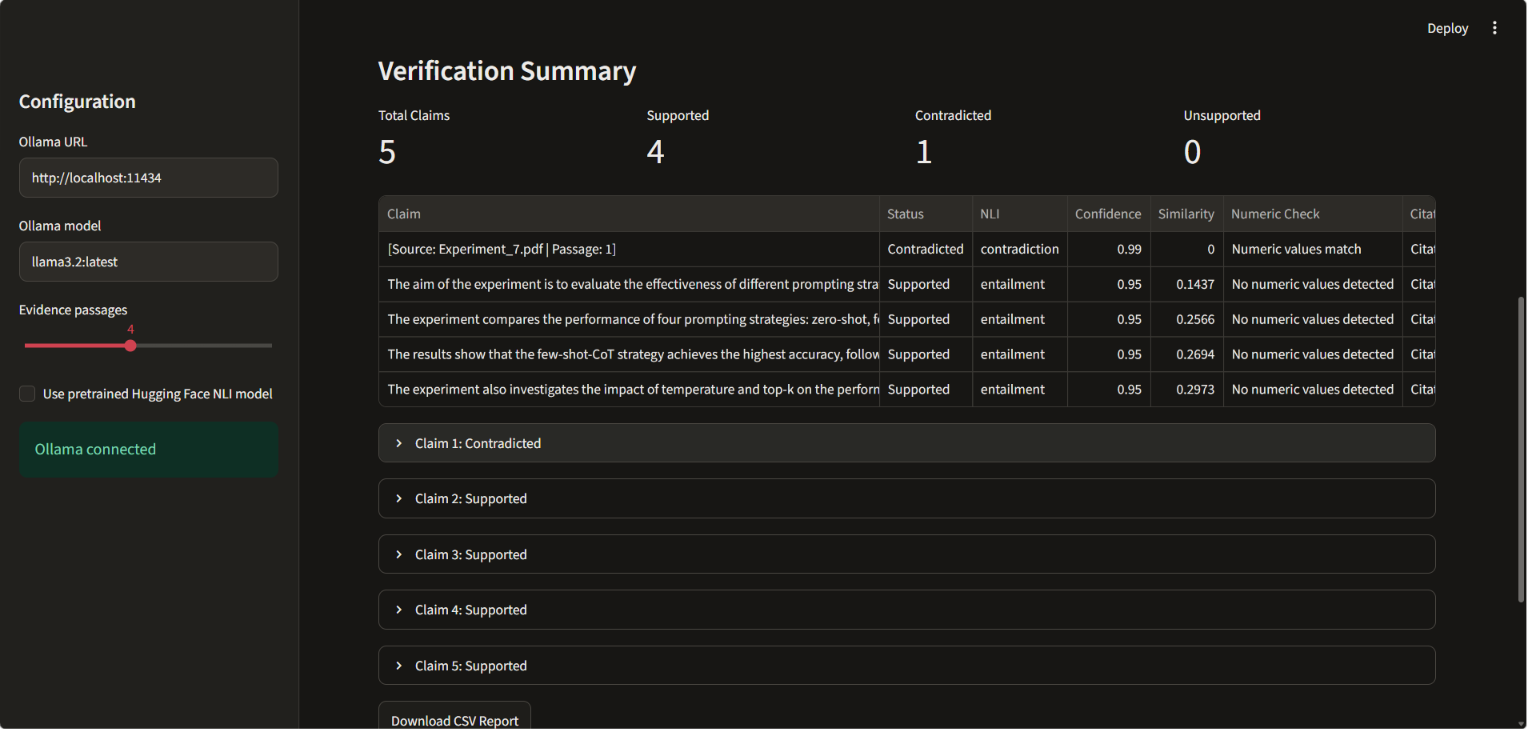 Deploy
Configuration
Ollama URL
http://localhost:11434
Ollama model
llama3.2:latest
Evidence passages
4
Use pretrained Hugging Face NLI model
Ollama connected
Verification Summary
Total Claims Supported Contradicted Unsupported
5 4 1 0
Claim Status NLI Confidence Similarity Numeric Check Citat
[Source: Experiment_7.pdf | Passage: 1] Contradicted contradiction 0.99 0 Numeric values match Citat
The aim of the experiment is to evaluate the effectiveness of different prompting stra Supported entailment 0.95 0.1437 No numeric values detected Citat
The experiment compares the performance of four prompting strategies: zero-shot, f Supported entailment 0.95 0.2566 No numeric values detected Citat
The results show that the few-shot-CoT strategy achieves the highest accuracy, follow Supported entailment 0.95 0.2694 No numeric values detected Citat
The experiment also investigates the impact of temperature and top-k on the perforn Supported entailment 0.95 0.2973 No numeric values detected Citat
Claim 1: Contradicted
Claim 2: Supported
Claim 3: Supported
Claim 4: Supported
Claim 5: Supported
Download CSV Report